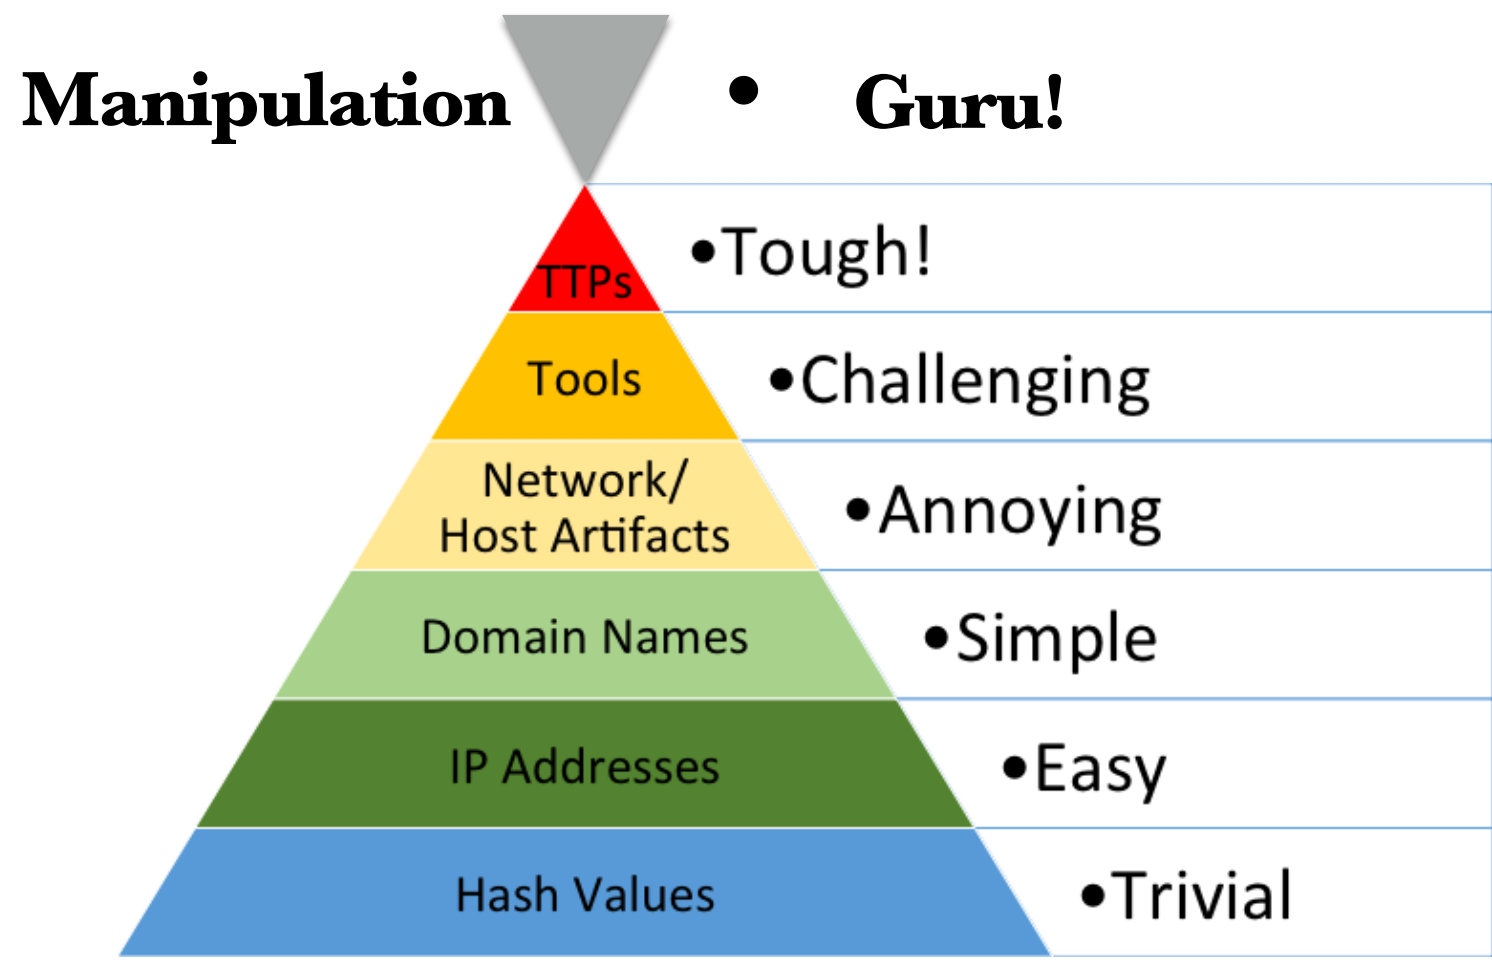 Manipulation • Guru!
TTPs •Tough!
Tools •Challenging
Network/
Host Artifacts •Annoying
Domain Names •Simple
IP Addresses •Easy
Hash Values •Trivial